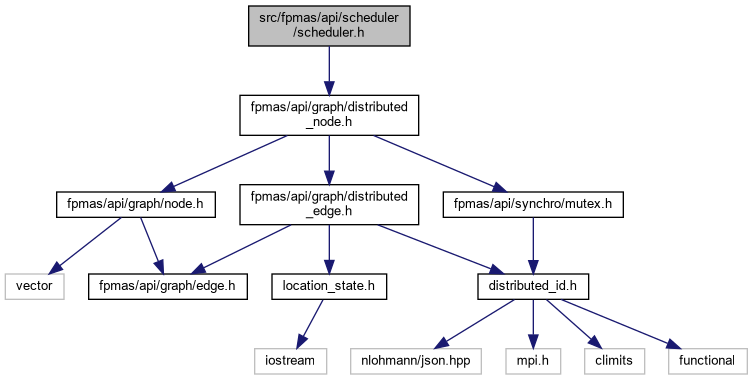 src/fpmas/api/scheduler
/scheduler.h
fpmas/api/graph/distributed
_node.h
fpmas/api/graph/node.h
fpmas/api/graph/distributed
_edge.h
fpmas/api/synchro/mutex.h
vector
fpmas/api/graph/edge.h
location_state.h
distributed_id.h
iostream
nlohmann/json.hpp
mpi.h
climits
functional